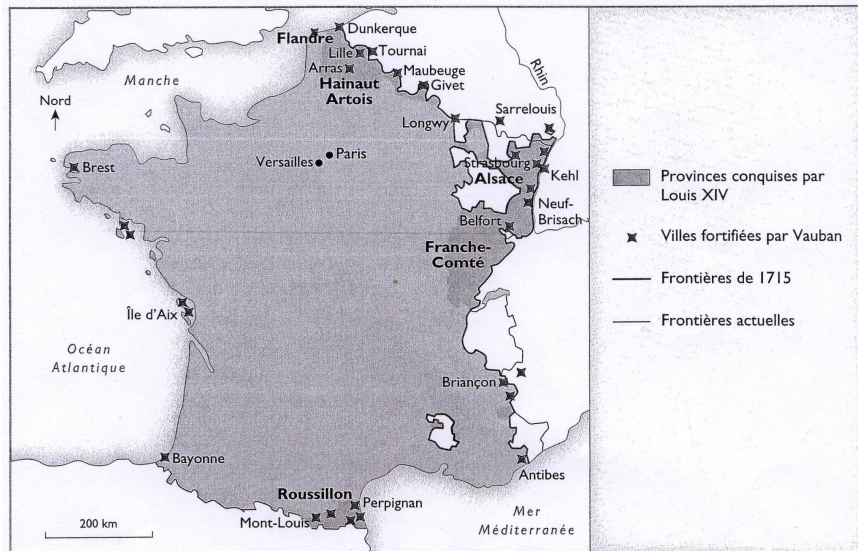 Dunkerque
Flandre
Lille
Tournai
Arras
Maubeuge
Hainaut
Artois
Givet
Manche
Nord
Rhin
Longwy
Sarrelouis
Paris
Versailles
Brest
Strasbourg
Kehl
Alsace
Neuf-
Brisach
Belfort
Franche-
Comté
Île d'Aix
Océan
Atlantique
Briançon
Bayonne
Antibes
Roussillon
Perpignan
Mont-Louis
Mer
Méditerranée
200 km
Provinces conquises par
Louis XIV
Villes fortifiées par Vauban
Frontières de 1715
Frontières actuelles